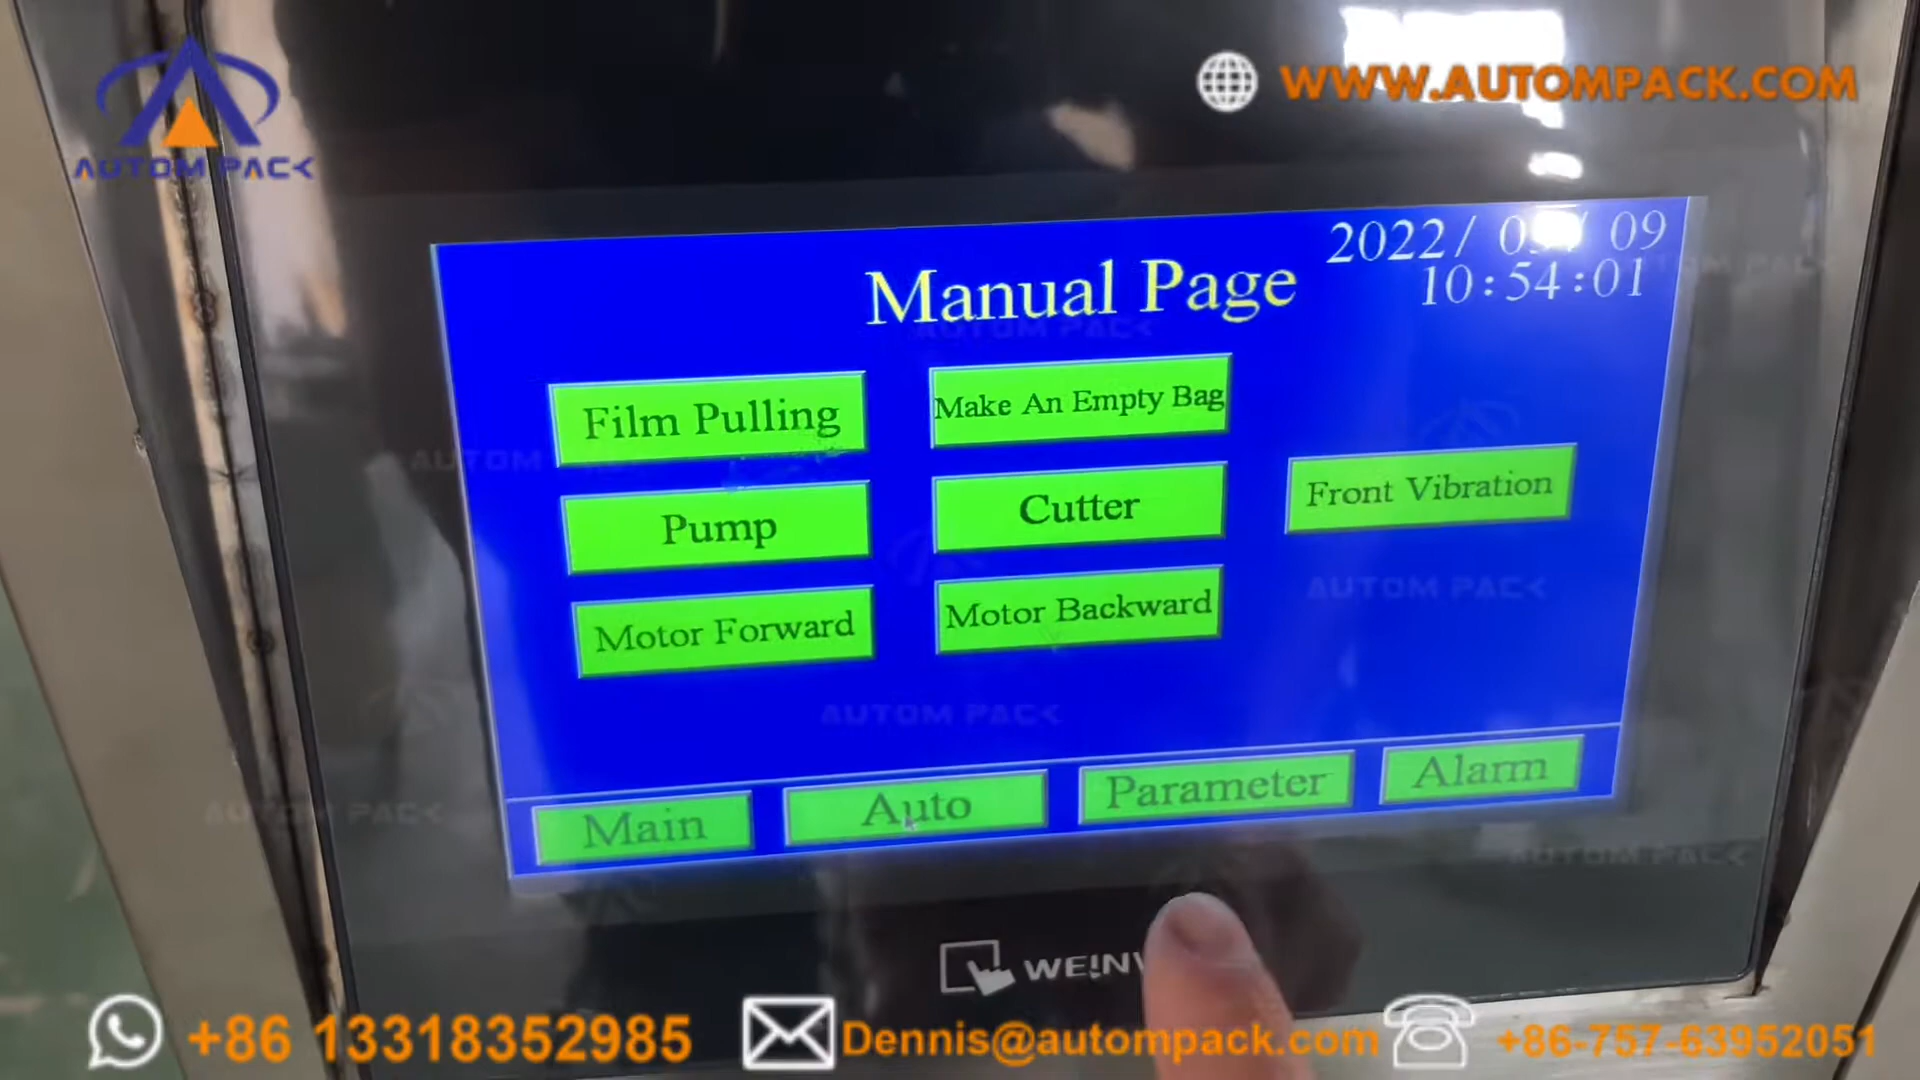 AUTOM PACK
WWW.AUTOMPACK.COM
2022/ 09
10:54:01
Manual Page
Film Pulling
Make An Empty Bag
Front Vibration
Pump
Cutter
Motor Forward
Motor Backward
Main
Auto
Parameter
Alarm
+86 13318352985
Dennis@autompack.com
+86-757-63952051